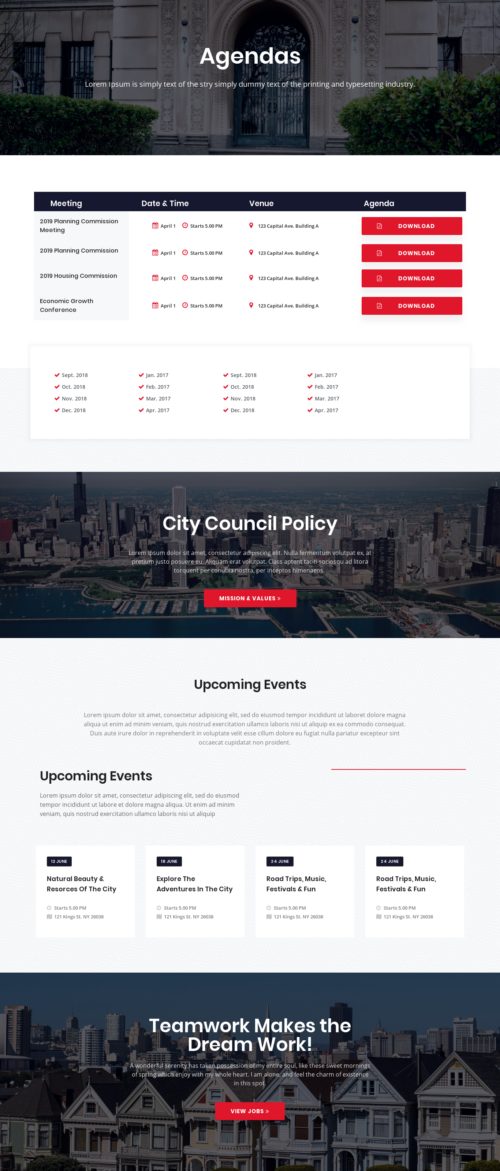 Agendas
Lorem Ipsum is simply text of the stry simply dummy text of the printing and typesetting industry.
Meeting Date & Time Venue Agenda
2019 Planning Commission
Meeting
April 1 Starts 5.00 PM 123 Capital Ave. Building A DOWNLOAD
2019 Planning Commission
April 1 Starts 5.00 PM 123 Capital Ave. Building A DOWNLOAD
2019 Housing Commission
April 1 Starts 5.00 PM 123 Capital Ave. Building A DOWNLOAD
Economic Growth
Conference
April 1 Starts 5.00 PM 123 Capital Ave. Building A DOWNLOAD
Sept. 2018 Jan. 2017 Sept. 2018 Jan. 2017
Oct. 2018 Feb. 2017 Oct. 2018 Feb. 2017
Nov. 2018 Mar. 2017 Nov. 2018 Mar. 2017
Dec. 2018 Apr. 2017 Dec. 2018 Apr. 2017
City Council Policy
Lorem ipsum dolor sit amet, consectetur adipiscing elit. Nulla fermentum volutpat ex, at
pretium justo posuere eu. Aliquam erat volutpat. Class aptent taciti sociosqu ad litora
torquent per conubia nostra, per inceptos himenaeos.
MISSION & VALUES >
Upcoming Events
Lorem ipsum dolor sit amet, consectetur adipiscing elit, sed do eiusmod tempor incididunt ut laboret dolore magna
aliqua ut enim ad minim veniam, quis nostrud exercitation ullamco laboris nisi ut aliquip ex ea commodo consequat.
Duis aute irure dolor in reprehenderit in voluptate velit esse cillum dolore eu fugiat nulla pariatur excepteur sint
occaecat cupidatat non proident.
Upcoming Events
Lorem ipsum dolor sit amet, consectetur adipiscing elit, sed do eiusmod
tempor incididunt ut labore et dolore magna aliqua. Ut enim ad minim
veniam, quis nostrud exercitation ullamco laboris nisi ut aliquip
12 JUNE
Natural Beauty &
Resorces Of The City
Starts 5.00 PM
121 Kings St. NY 26038
18 JUNE
Explore The
Adventures In The City
Starts 5.00 PM
121 Kings St. NY 26038
24 JUNE
Road Trips, Music,
Festivals & Fun
Starts 5.00 PM
121 Kings St. NY 26038
24 JUNE
Road Trips, Music,
Festivals & Fun
Starts 5.00 PM
121 Kings St. NY 26038
Teamwork Makes the
Dream Work!
A wonderful serenity has taken possession of my entire soul, like these sweet mornings
of spring which enjoy with my whole heart. I am alone, and feel the charm of existence
in this spot.
VIEW JOBS >